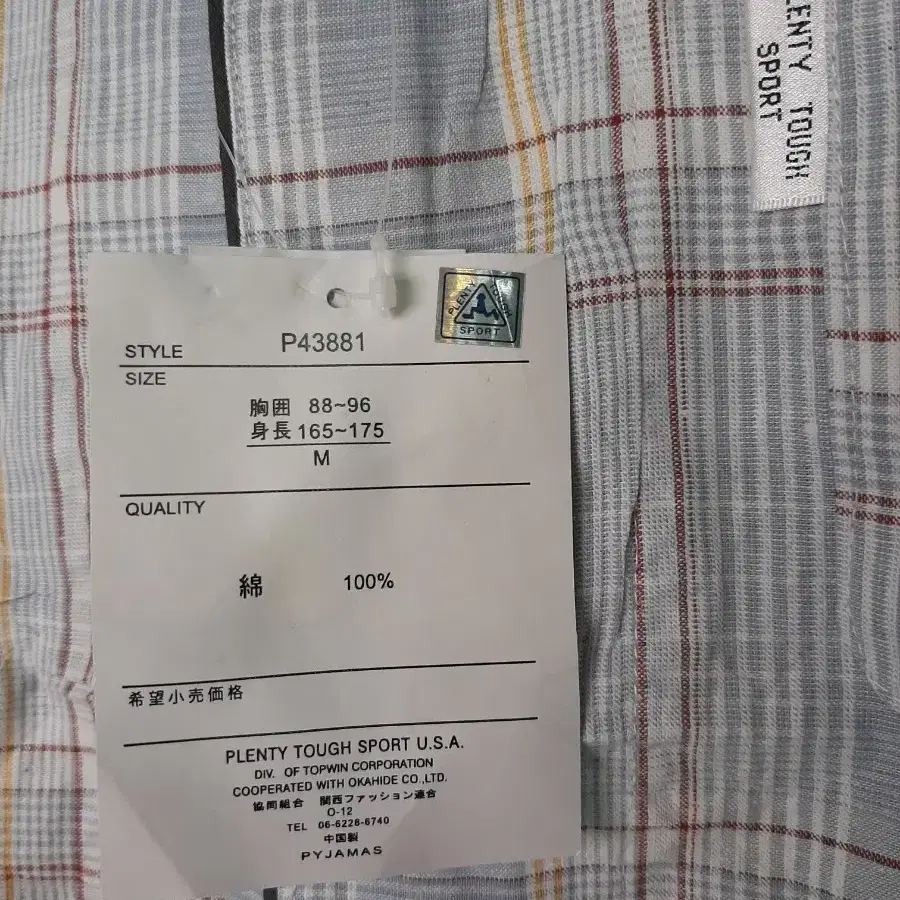 LENTY TOUGH
SPORT
PLENTY TOUGH
SPORT
STYLE P43881
SIZE
胸囲 88~96
身長 165~175
M
QUALITY
綿 100%
希望小売価格
PLENTY TOUGH SPORT U.S.A.
DIV. OF TOPWIN CORPORATION
COOPERATED WITH OKAHIDE CO.,LTD.
協同組合 関西ファッション連合
O-12
TEL 06-6226-6740
中国製
PYJAMAS